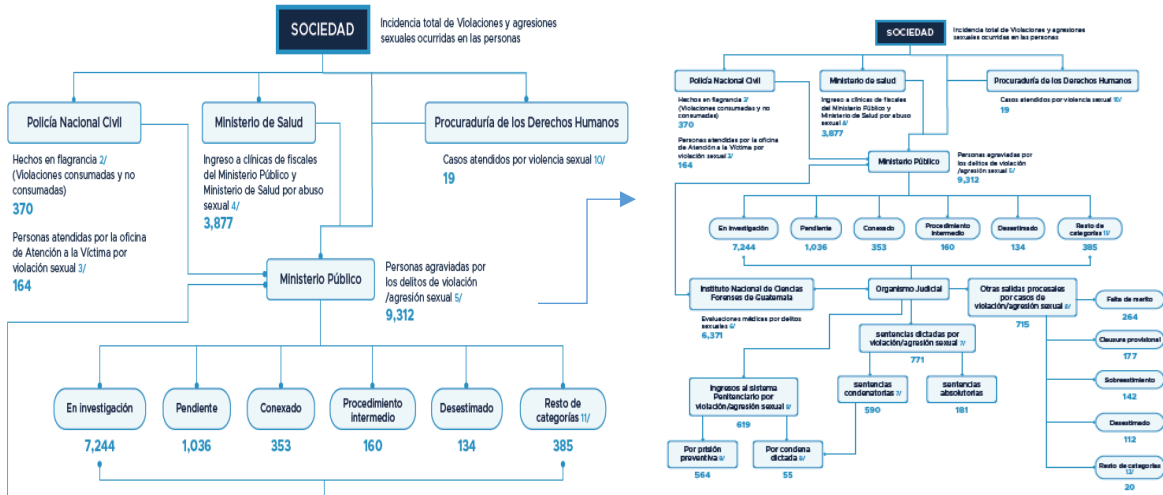 SOCIEDAD
Incidencia total de Violaciones y agresiones
sexuales ocurridas en las personas
Policía Nacional Civil
Ministerio de Salud
Procuraduría de los Derechos Humanos
Hechos en flagrancia 2/
(Violaciones consumadas y no
consumadas)
370
Personas atendidas por la oficina
de Atención a la Víctima por
violación sexual 3/
164
Ingreso a clínicas de fiscales
del Ministerio Público y
Ministerio de Salud por abuso
sexual 4/
3,877
Casos atendidos por violencia sexual 10/
19
Ministerio Público
Personas agraviadas por
los delitos de violación
/agresión sexual 5/
9,312
En investigación
7,244
Pendiente
1,036
Conexado
353
Procedimiento
intermedio
160
Desestimado
134
Resto de
categorías 11/
385
SOCIEDAD
Incidencia total de Violaciones y agresiones
sexuales ocurridas en las personas
Policía Nacional Civil
Ministerio de salud
Procuraduría de los Derechos Humanos
Hechos en flagrancia 2/
(Violaciones consumadas y no
consumadas)
370
Personas atendidas por la oficina
de Atención a la Víctima por
violación sexual 3/
164
Ingreso a clínicas de fiscales
del Ministerio Público y
Ministerio de Salud por abuso
sexual 4/
3,877
Casos atendidos por violencia sexual 10/
19
Ministerio Público
Personas agraviadas por
los delitos de violación
/agresión sexual 5/
9,312
En investigación
7,244
Pendiente
1,036
Conexado
353
Procedimiento
intermedio
160
Desestimado
134
Resto de
categorías 11/
385
Instituto Nacional de Ciencias
Forenses de Guatemala
Evaluaciones médicas por delitos
sexuales 6/
6,371
Organismo Judicial
Otras salidas procesales
por casos de
violación/agresión sexual 8/
715
Falta de merito
264
Clausura provisional
177
Sobreseimiento
142
Desestimado
112
Resto de categorías
12/
20
sentencias dictadas por
violación/agresión sexual 7/
771
sentencias
condenatorias 7/
590
sentencias
absolutorias
181
Ingresos al sistema
Penitenciario por
violación/agresión sexual 9/
619
Por prisión
preventiva 9/
564
Por condena
dictada 9/
55